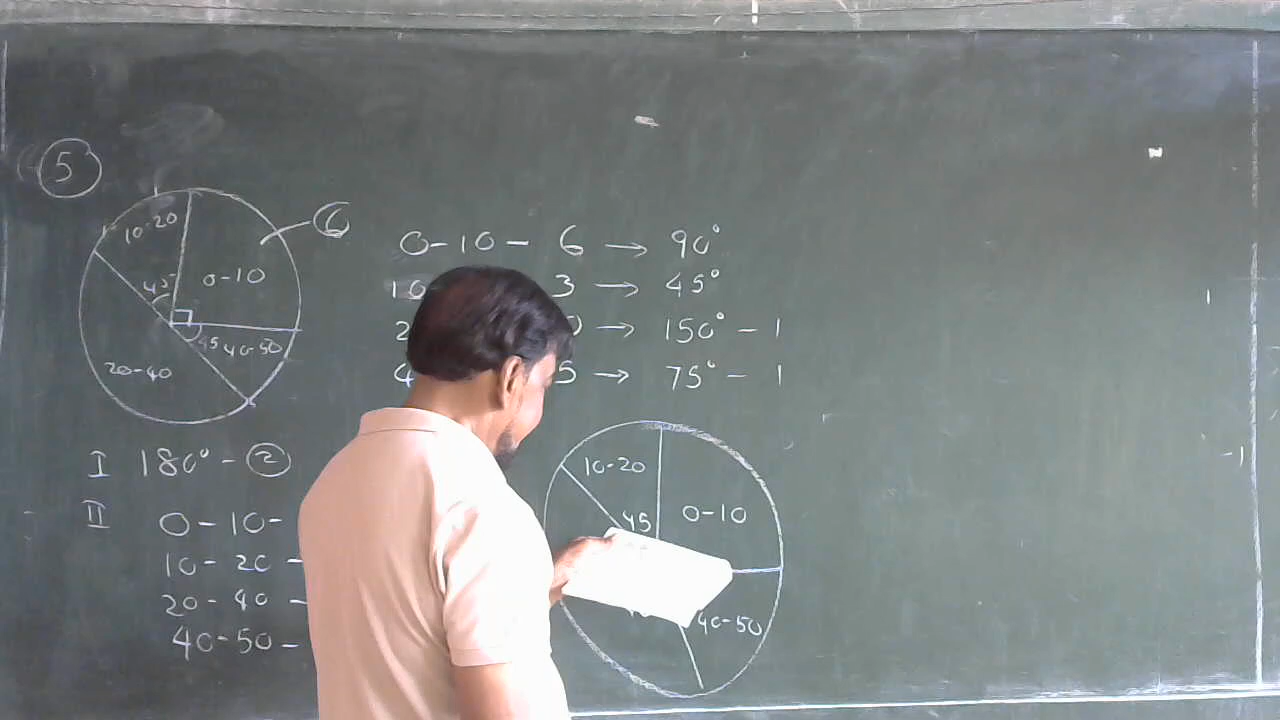 5
10-20
6
0-10
45
45 40-50
20-40
0-10- 6 → 90°
10 3 → 45°
→ 150° - 1
5 → 75° - 1
I 180° - 2
II
0-10-
10-20 -
20-40 -
40-50 -
10-20
0-10
45
40-50